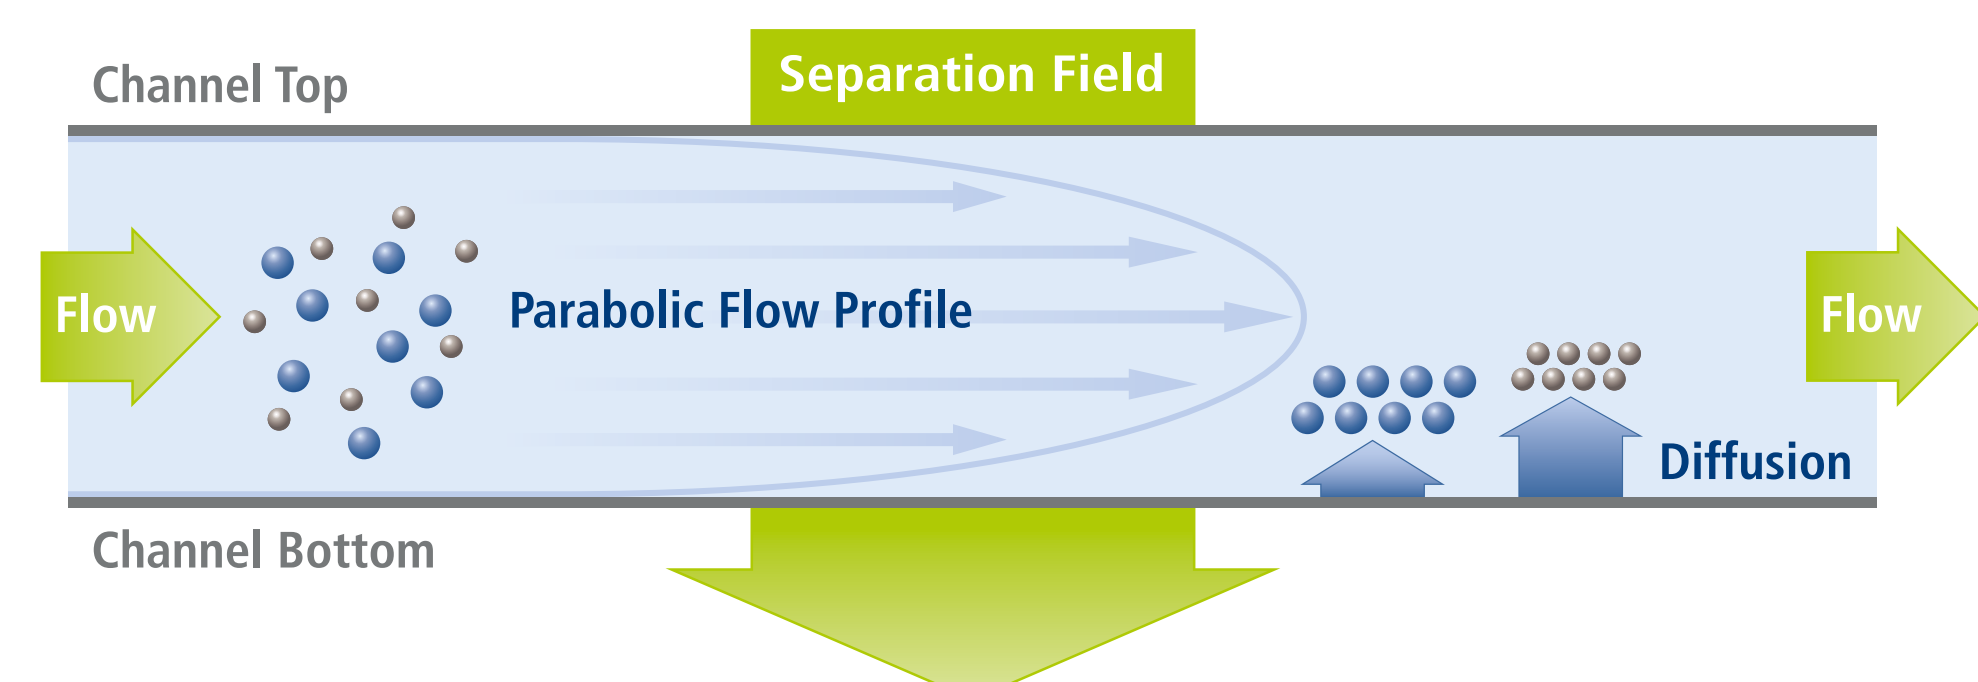 Separation Field
Channel Top
Flow
Parabolic Flow Profile
Flow
Diffusion
Channel Bottom